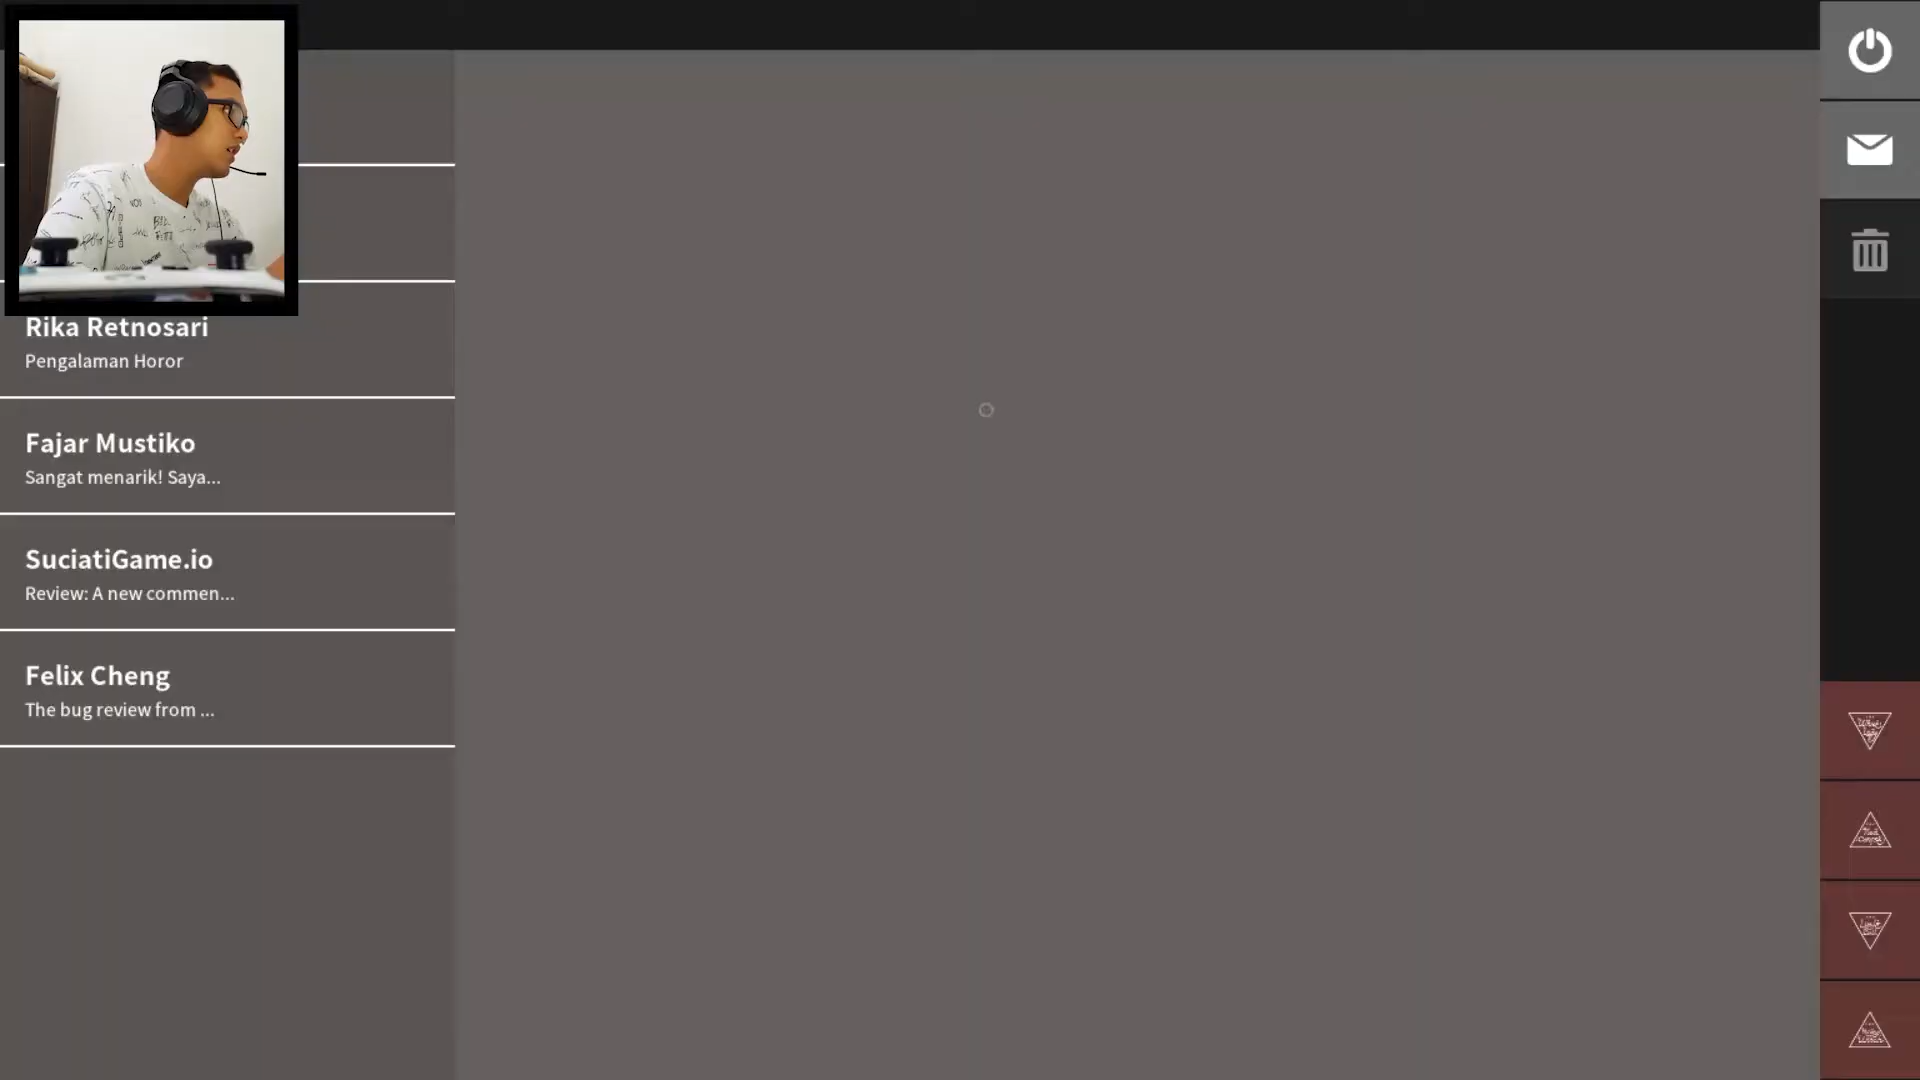 Rika Retnosari
Pengalaman Horor
Fajar Mustiko
Sangat menarik! Saya...
SuciatiGame.io
Review: A new commen...
Felix Cheng
The bug review from ...